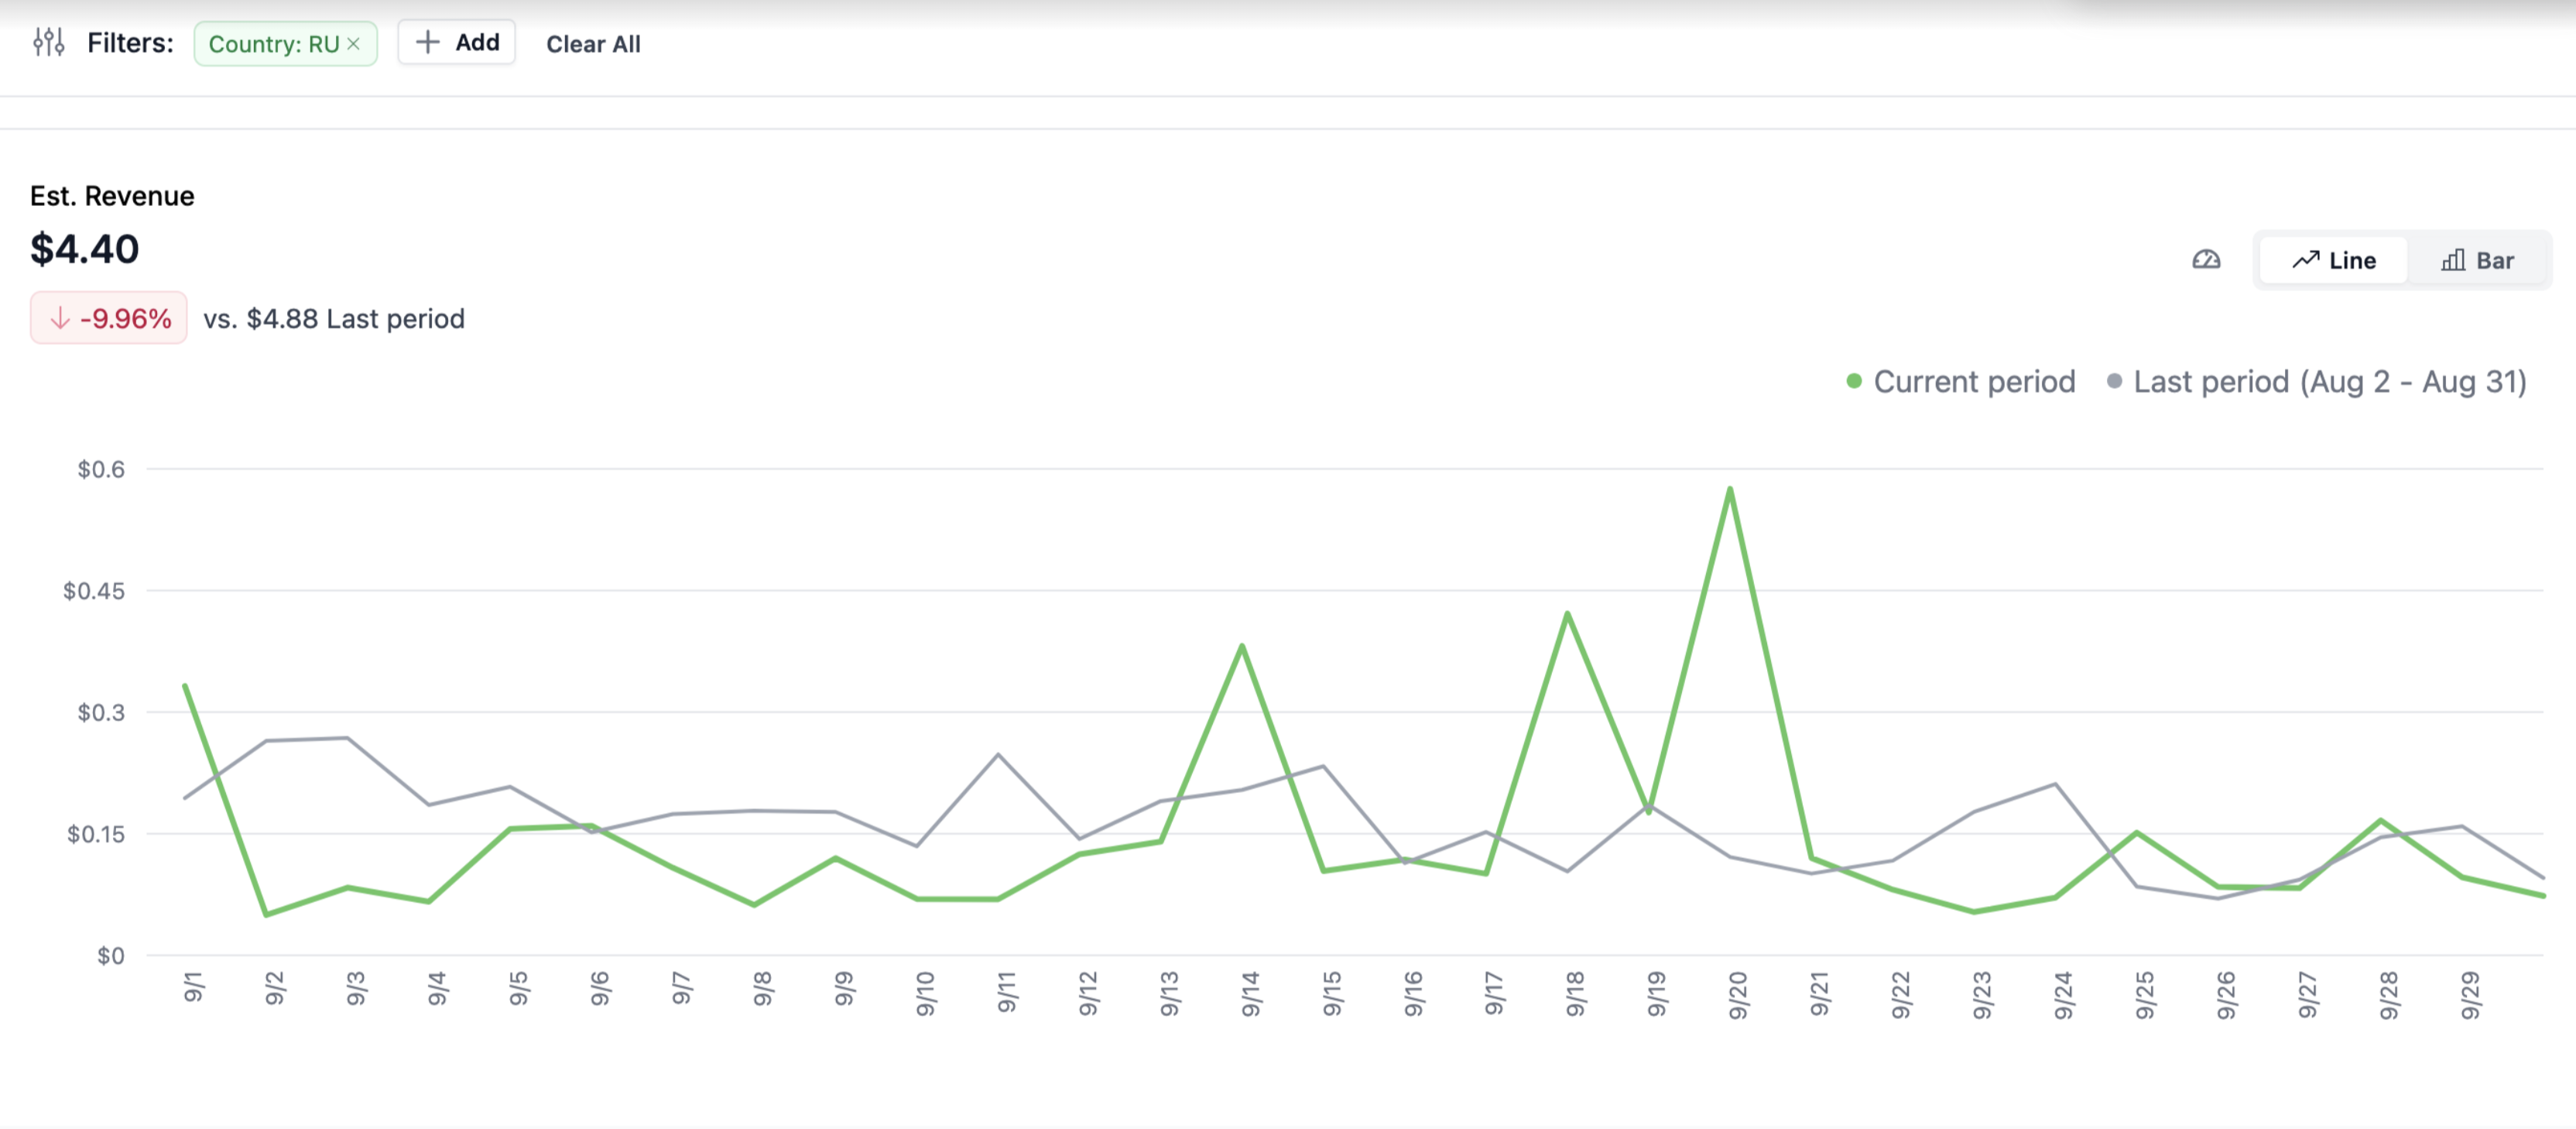 Filters: Country: RU × + Add Clear All
Est. Revenue
$4.40
Line Bar
↓ -9.96% vs. $4.88 Last period
Current period Last period (Aug 2 - Aug 31)
$0.6
$0.45
$0.3
$0.15
$0
9/1 9/2 9/3 9/4 9/5 9/6 9/7 9/8 9/9 9/10 9/11 9/12 9/13 9/14 9/15 9/16 9/17 9/18 9/19 9/20 9/21 9/22 9/23 9/24 9/25 9/26 9/27 9/28 9/29